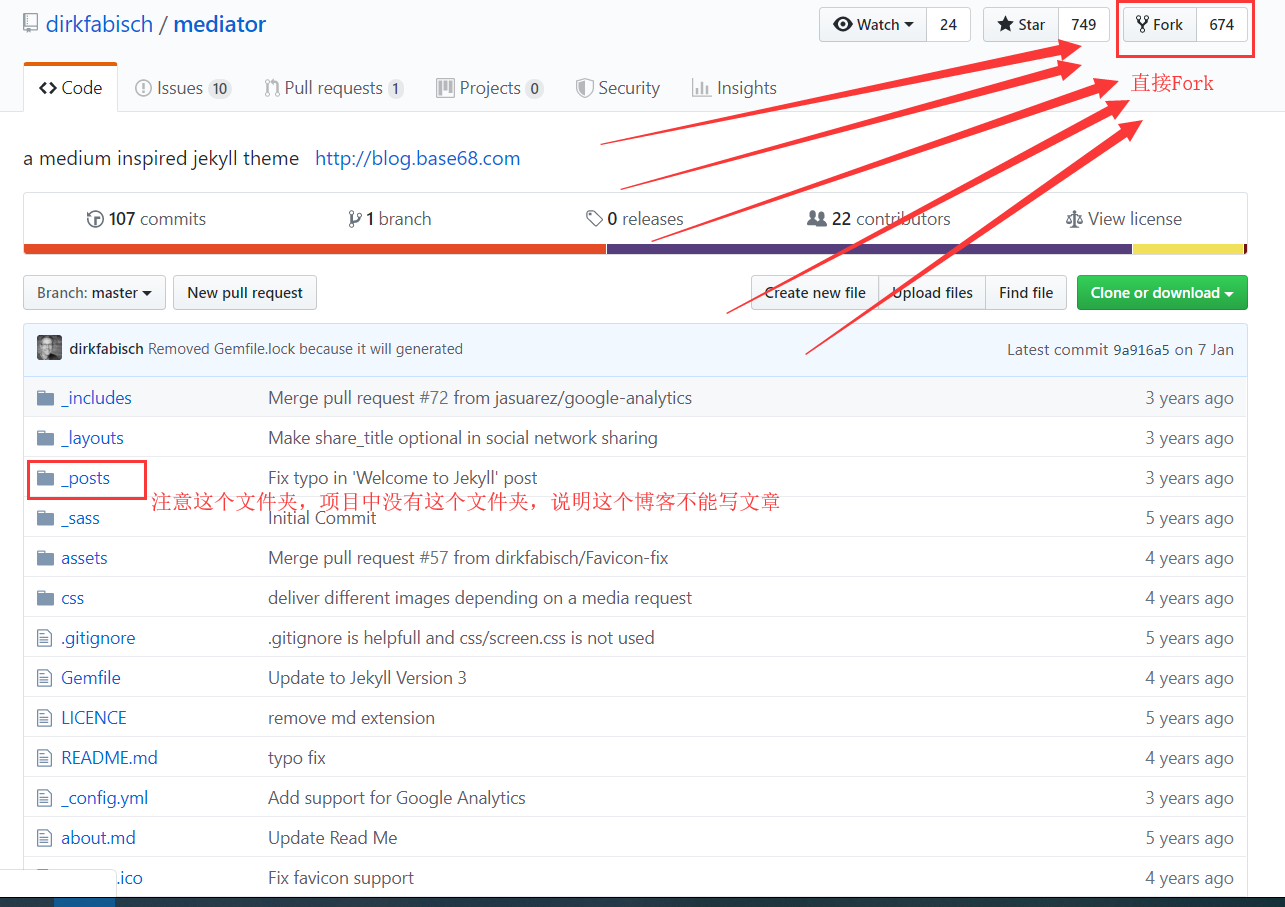 dirkfabisch / mediator
Watch 24 Star 749 Fork 674
Code Issues 10 Pull requests 1 Projects 0 Security Insights
直接Fork
a medium inspired jekyll theme http://blog.base68.com
107 commits 1 branch 0 releases 22 contributors View license
Branch: master New pull request Create new file Upload files Find file Clone or download
dirkfabisch Removed Gemfile.lock because it will generated Latest commit 9a916a5 on 7 Jan
_includes Merge pull request #72 from jasuarez/google-analytics 3 years ago
_layouts Make share_title optional in social network sharing 3 years ago
_posts Fix typo in 'Welcome to Jekyll' post 3 years ago
注意这个文件夹，项目中没有这个文件夹，说明这个博客不能写文章
_sass Initial Commit 5 years ago
assets Merge pull request #57 from dirkfabisch/Favicon-fix 4 years ago
css deliver different images depending on a media request 4 years ago
.gitignore .gitignore is helpfull and css/screen.css is not used 5 years ago
Gemfile Update to Jekyll Version 3 4 years ago
LICENCE remove md extension 5 years ago
README.md typo fix 4 years ago
_config.yml Add support for Google Analytics 3 years ago
about.md Update Read Me 5 years ago
.ico Fix favicon support 4 years ago